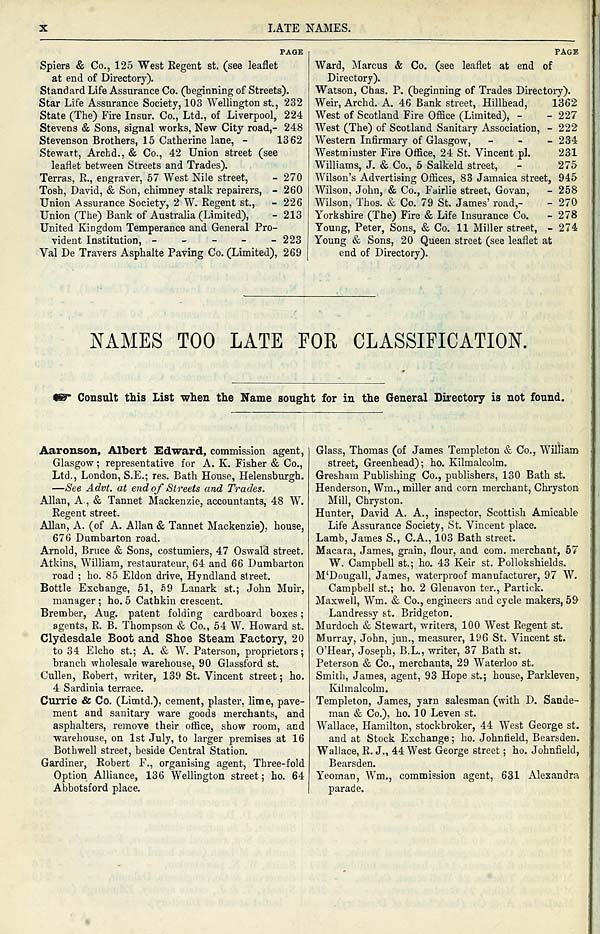 x
LATE NAMES.
PAGE
Spiers & Co., 125 West Regent st. (see leaflet
at end of Directory).
Standard Life Assurance Co. (beginning of Streets).
Star Life Assurance Society, 103 Wellington st., 232
State (The) Fire Insur. Co., Ltd., of Liverpool, 224
Stevens & Sons, signal works, New City road,- 248
Stevenson Brothers, 15 Catherine lane, - 1362
Stewart, Archd., & Co., 42 Union street (see
leaflet between Streets and Trades).
Terras, R., engraver, 57 West Nile street, - 270
Tosh, David, & Son, chimney stalk repairers, - 260
Union Assurance Society, 2 W. Regent st., - 226
Union (The) Bank of Australia (Limited), - 213
United Kingdom Temperance and General Pro-
vident Institution, - - - - - 223
Val De Travers Asphalte Paving Co. (Limited), 269
PAGE
Ward, Marcus & Co. (see leaflet at end of
Directory).
Watson, Chas. P. (beginning of Trades Directory).
Weir, Archd. A. 46 Bank street, Hillhead, 1362
West of Scotland Fire Office (Limited), - - 227
West (The) of Scotland Sanitary Association, - 222
Western Infirmary of Glasgow, - - - 234
Westminster Fire Office, 24 St. Vincent pl. 231
Williams, J. & Co., 5 Salkeld street, - 275
Wilson's Advertising Offices, 83 Jamaica street, 945
Wilson, John, & Co., Fairlie street, Govan, - 258
Wilson, Thos. & Co. 79 St. James' road,- - 270
Yorkshire (The) Fire & Life Insurance Co. - 278
Young, Peter, Sons, & Co. 11 Miller street, - 274
Young & Sons, 20 Queen street (see leaflet at
end of Directory).
NAMES TOO LATE FOR CLASSIFICATION.
☛ Consult this List when the Name sought for in the General Directory is not found.
Aaronson, Albert Edward, commission agent,
Glasgow; representative for A. K. Fisher & Co.,
Ltd., London, S.E.; res. Bath House, Helensburgh.
—See Advt. at end of Streets and Trades.
Allan, A., & Tannet Mackenzie, accountants, 48 W.
Regent street.
Allan, A. (of A. Allan & Tannet Mackenzie), house,
676 Dumbarton road.
Arnold, Bruce & Sons, costumiers, 47 Oswald street.
Atkins, William, restaurateur, 64 and 66 Dumbarton
road; ho. 85 Eldon drive, Hyndland street.
Bottle Exchange, 51, 59 Lanark st.; John Muir,
manager; ho. 5 Cathkin crescent.
Brember, Aug. patent folding cardboard boxes;
agents, R. B. Thompson & Co., 54 W. Howard st.
Clydesdale Boot and Shoe Steam Factory, 20
to 34 Elcho st.; A. & W. Paterson, proprietors;
branch wholesale warehouse, 90 Glassford st.
Cullen, Robert, writer, 139 St. Vincent street; ho.
4 Sardinia terrace.
Currie & Co. (Limtd.), cement, plaster, lime, pave-
ment and sanitary ware goods merchants, and
asphalters, remove their office, show room, and
warehouse, on 1st July, to larger premises at 16
Bothwell street, beside Central Station.
Gardiner, Robert F., organising agent, Three-fold
Option Alliance, 136 Wellington street; ho. 64
Abbotsford place.
Glass, Thomas (of James Templeton & Co., William
street, Greenhead); ho. Kilmalcolm.
Gresham Publishing Co., publishers, 130 Bath st.
Henderson, Wm., miller and corn merchant, Chryston
Mill, Chryston.
Hunter, David A. A., inspector, Scottish Amicable
Life Assurance Society, St. Vincent place.
Lamb, James S., C.A., 103 Bath street.
Macara, James, grain, flour, and com. merchant, 57
W. Campbell st.; ho. 43 Keir st. Pollokshields.
M'Dougall, James, waterproof manufacturer, 97 W.
Campbell st.; ho. 2 Glenavon ter., Partick.
Maxwell, Wm. & Co., engineers and cycle makers, 59
Landressy st. Bridgeton.
Murdoch & Stewart, writers, 100 West Regent st.
Murray, John, jun., measurer, 196 St. Vincent st.
O'Hear, Joseph, B.L., writer, 37 Bath st.
Peterson & Co., merchants, 29 Waterloo st.
Smith, James, agent, 93 Hope st.; house, Parkleven,
Kilmalcolm.
Templeton, James, yarn salesman (with D. Sande-
man & Co.), ho. 10 Leven st.
Wallace, Hamilton, stockbroker, 44 West George st.
and at Stock Exchange; ho. Johnfield, Bearsden.
Wallace, R. J., 44 West George street; ho. Johnfield,
Bearsden.
Yeoman, Wm., commission agent, 631 Alexandra
parade.